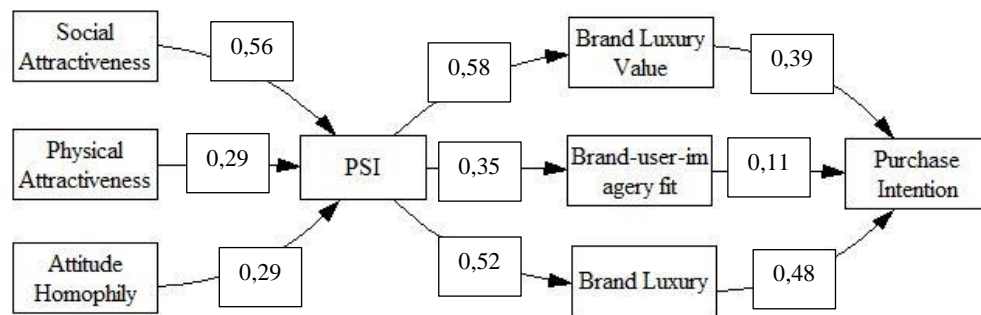 Social
Attractiveness
0,56
Physical
Attractiveness
0,29
Attitude
Homophily
0,29
PSI
0,58
0,35
0,52
Brand Luxury
Value
Brand-user-im
agery fit
Brand Luxury
0,39
0,11
0,48
Purchase
Intention